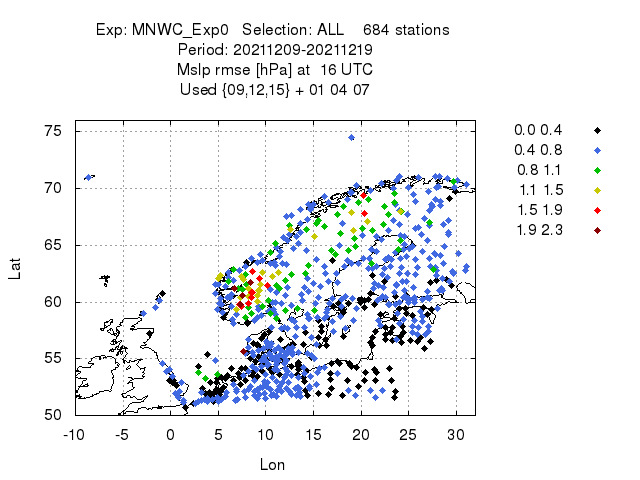 Exp: MNWC_Exp0 Selection: ALL 684 stations
Period: 20211209-20211219
Mslp rmse [hPa] at 16 UTC
Used {09,12,15} + 01 04 07
0.0 0.4
0.4 0.8
0.8 1.1
1.1 1.5
1.5 1.9
1.9 2.3
75
70
65
60
55
50
Lat
-10 -5 0 5 10 15 20 25 30
Lon